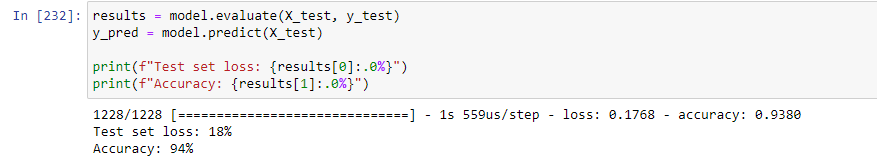 In [232]: results = model.evaluate(X_test, y_test)
y_pred = model.predict(X_test)
print(f"Test set loss: {results[0]:.0%}")
print(f"Accuracy: {results[1]:.0%}")
1228/1228 [==============================] - 1s 559us/step - loss: 0.1768 - accuracy: 0.9380
Test set loss: 18%
Accuracy: 94%